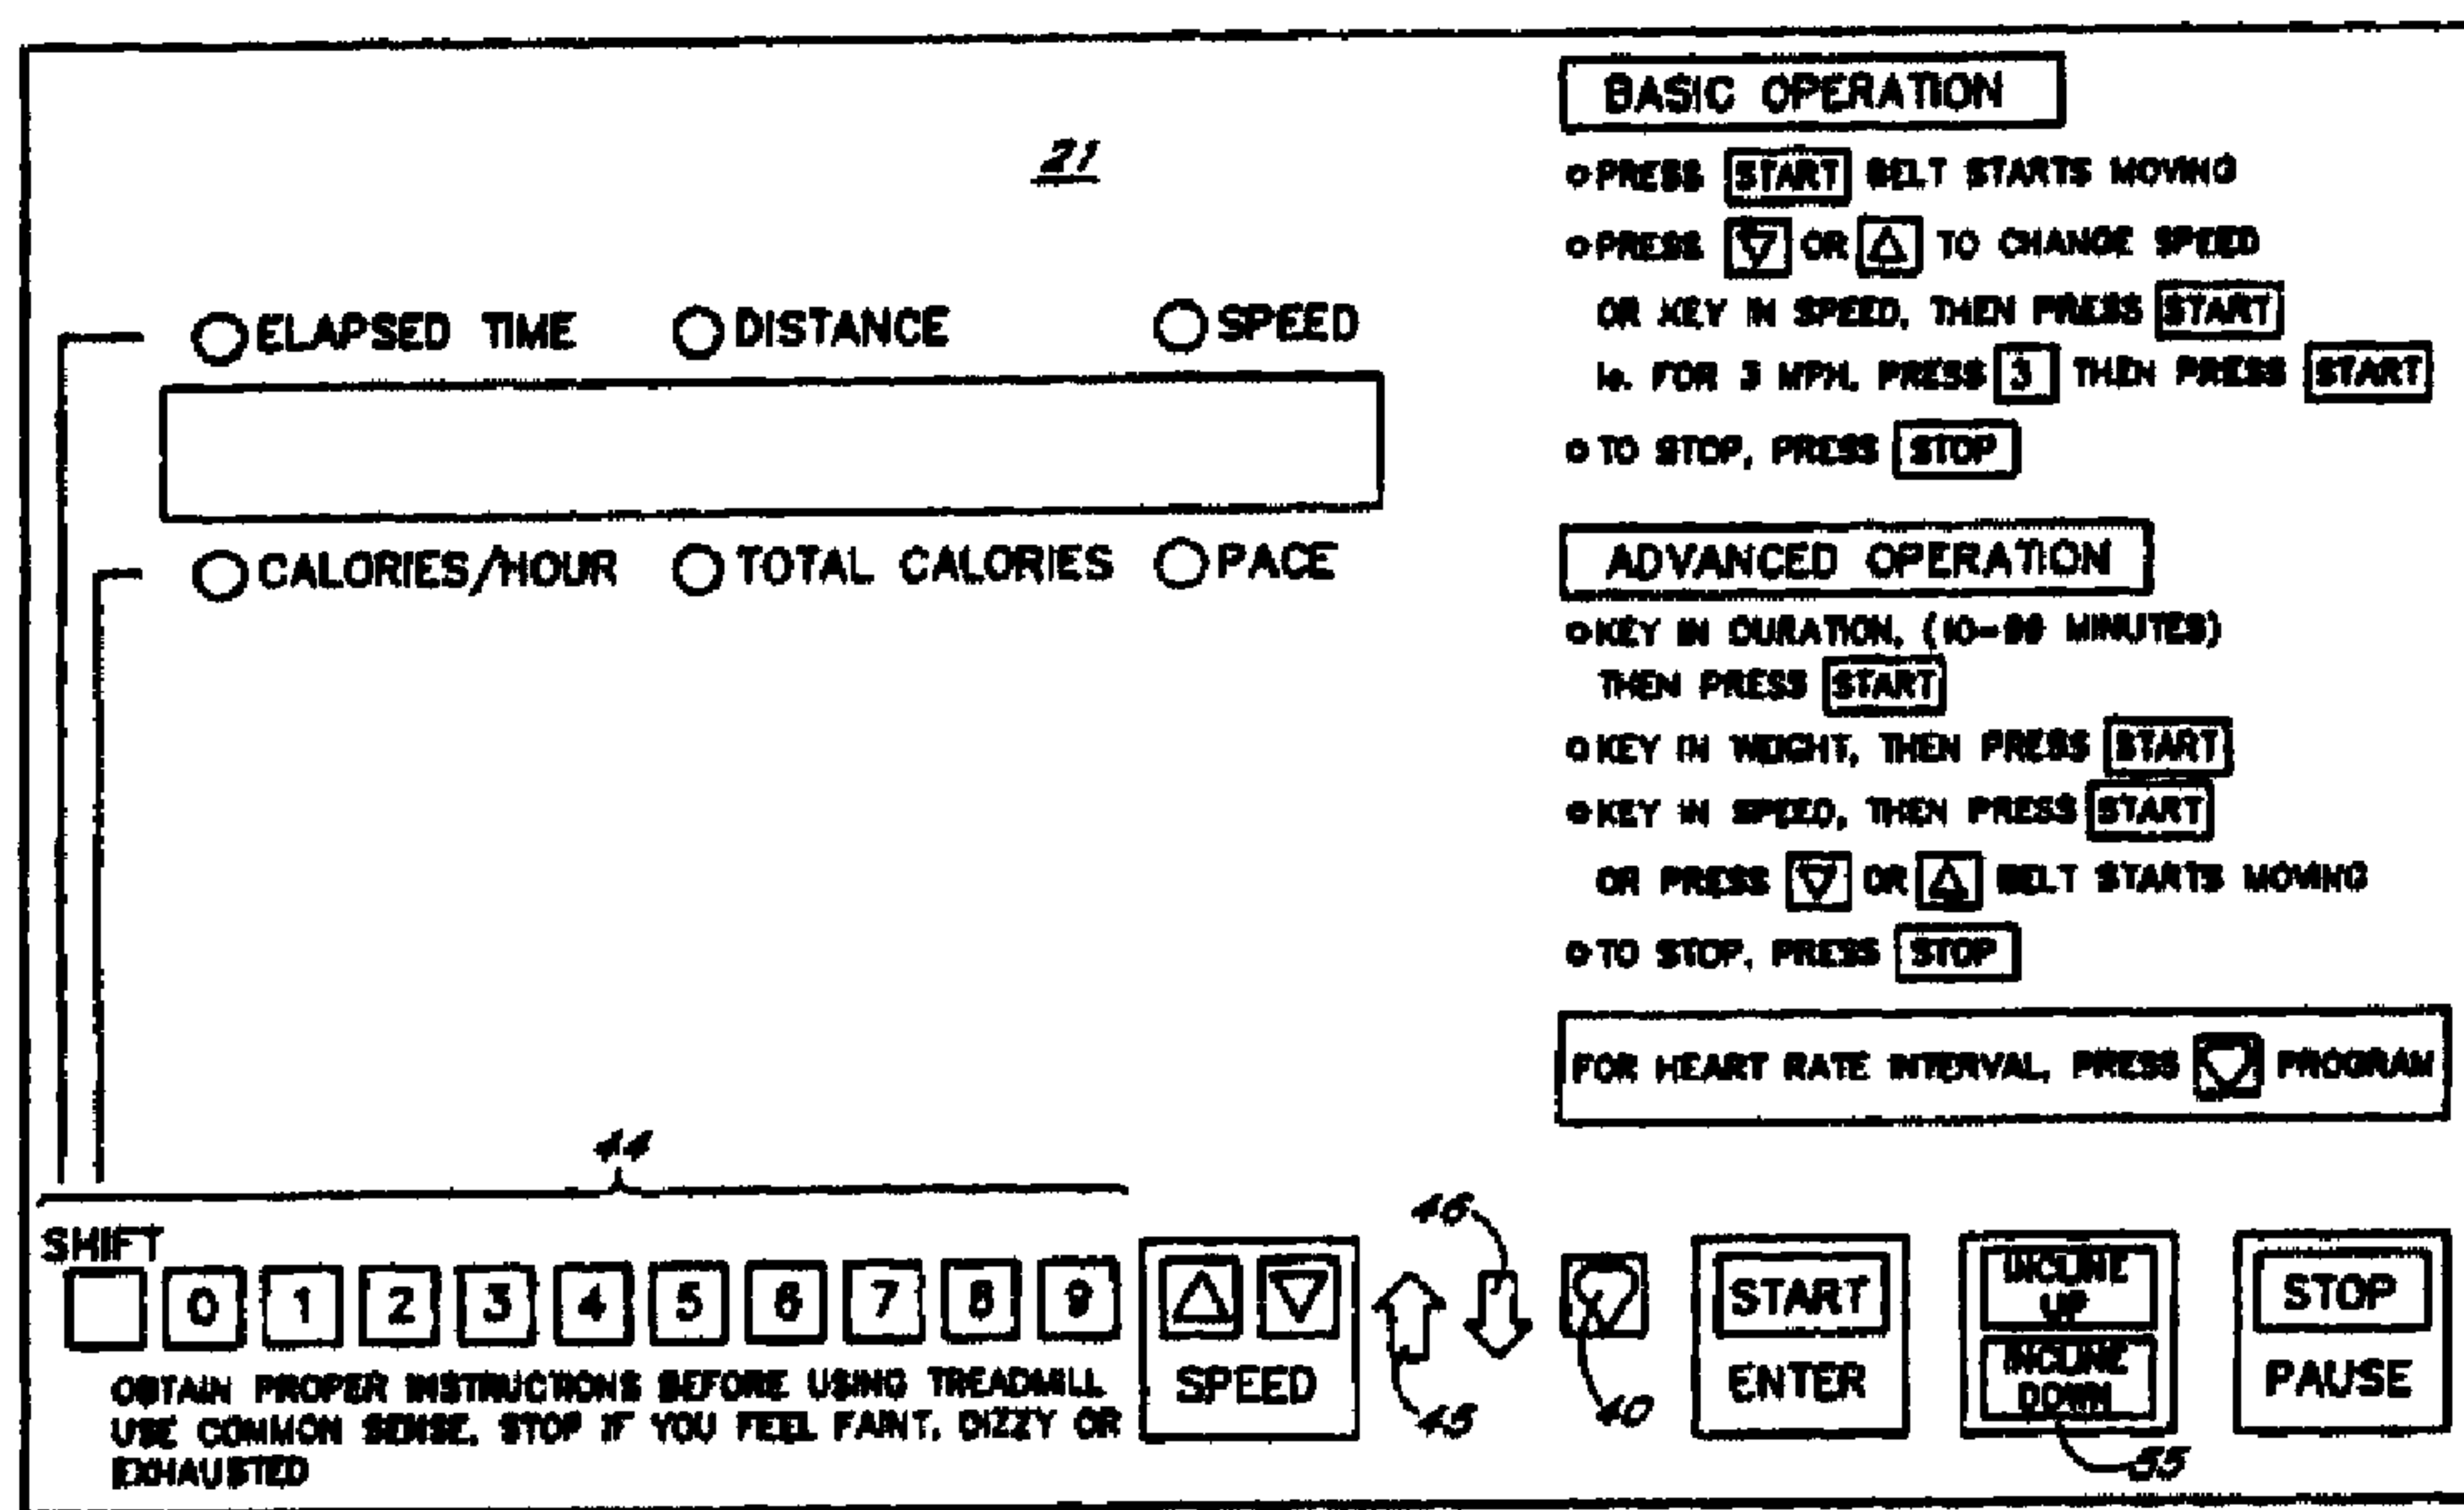 21
ELAPSED TIME DISTANCE SPEED
CALORIES/HOUR TOTAL CALORIES PACE
BASIC OPERATION
PRESS START BELT STARTS MOVING
PRESS ▽ OR △ TO CHANGE SPEED
OR KEY IN SPEED, THEN PRESS START
ie. FOR 3 MPH, PRESS 3 THEN PRESS START
TO STOP, PRESS STOP
ADVANCED OPERATION
KEY IN DURATION, (10-99 MINUTES)
THEN PRESS START
KEY IN WEIGHT, THEN PRESS START
KEY IN SPEED, THEN PRESS START
OR PRESS ▽ OR △ BELT STARTS MOVING
TO STOP, PRESS STOP
FOR HEART RATE INTERVAL, PRESS ♡ PROGRAM
44
SHIFT
0 1 2 3 4 5 6 7 8 9
△ ▽
SPEED
46
45
40
START
ENTER
INCLINE
UP
INCLINE
DOWN
55
STOP
PAUSE
OBTAIN PROPER INSTRUCTIONS BEFORE USING TREADMILL
USE COMMON SENSE, STOP IF YOU FEEL FAINT, DIZZY OR
EXHAUSTED